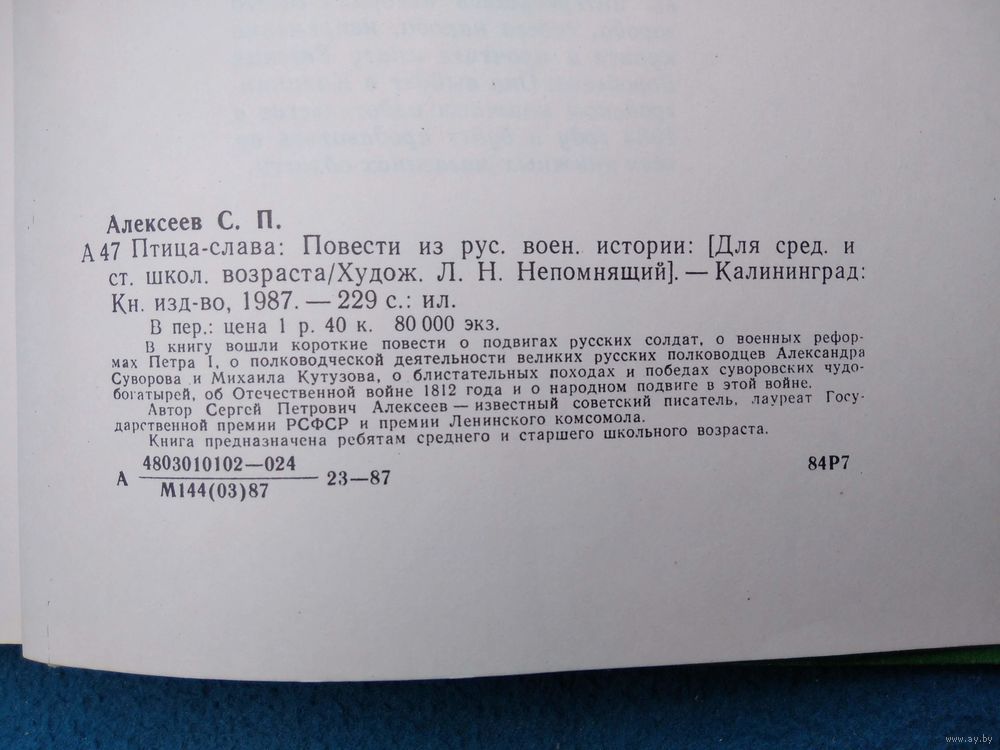 Алексеев С. П.
А 47 Птица-слава: Повести из рус. воен. истории: [Для сред. и
ст. школ. возраста/Худож. Л. Н. Непомнящий]. — Калининград:
Кн. изд-во, 1987. — 229 с.: ил.
В пер.: цена 1 р. 40 к. 80 000 экз.
В книгу вошли короткие повести о подвигах русских солдат, о военных рефор-
мах Петра I, о полководческой деятельности великих русских полководцев Александра
Суворова и Михаила Кутузова, о блистательных походах и победах суворовских чудо-
богатырей, об Отечественной войне 1812 года и о народном подвиге в этой войне.
Автор Сергей Петрович Алексеев — известный советский писатель, лауреат Госу-
дарственной премии РСФСР и премии Ленинского комсомола.
Книга предназначена ребятам среднего и старшего школьного возраста.
А 4803010102—024 23—87 84Р7
М144(03)87
www.ay.by